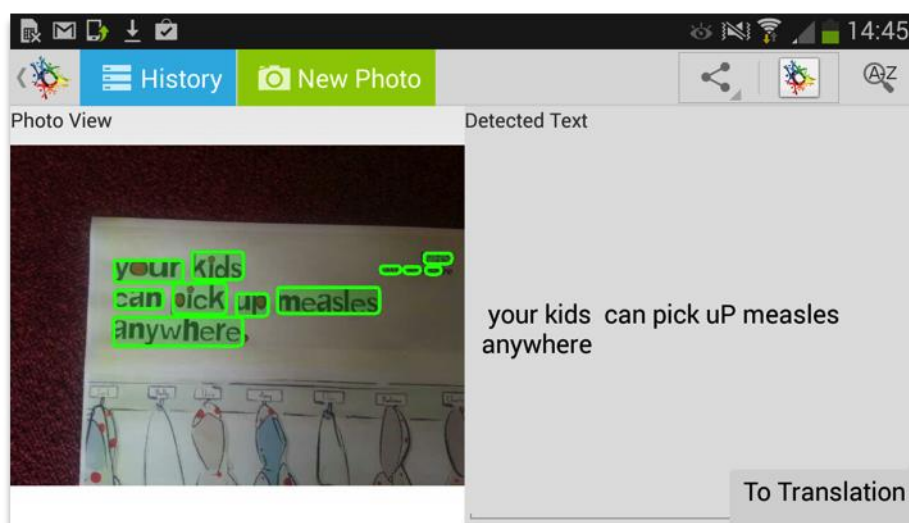 14:45
History
New Photo
AZ
Photo View
Detected Text
your kids
can pick up measles
anywhere.
your kids can pick uP measles
anywhere
To Translation